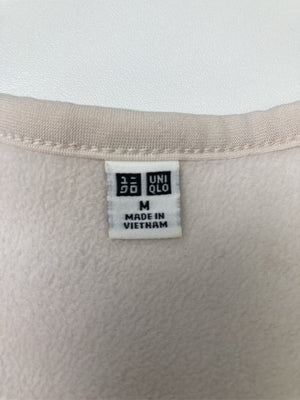 ユニ UNI
クロ QLO
M
MADE IN
VIETNAM